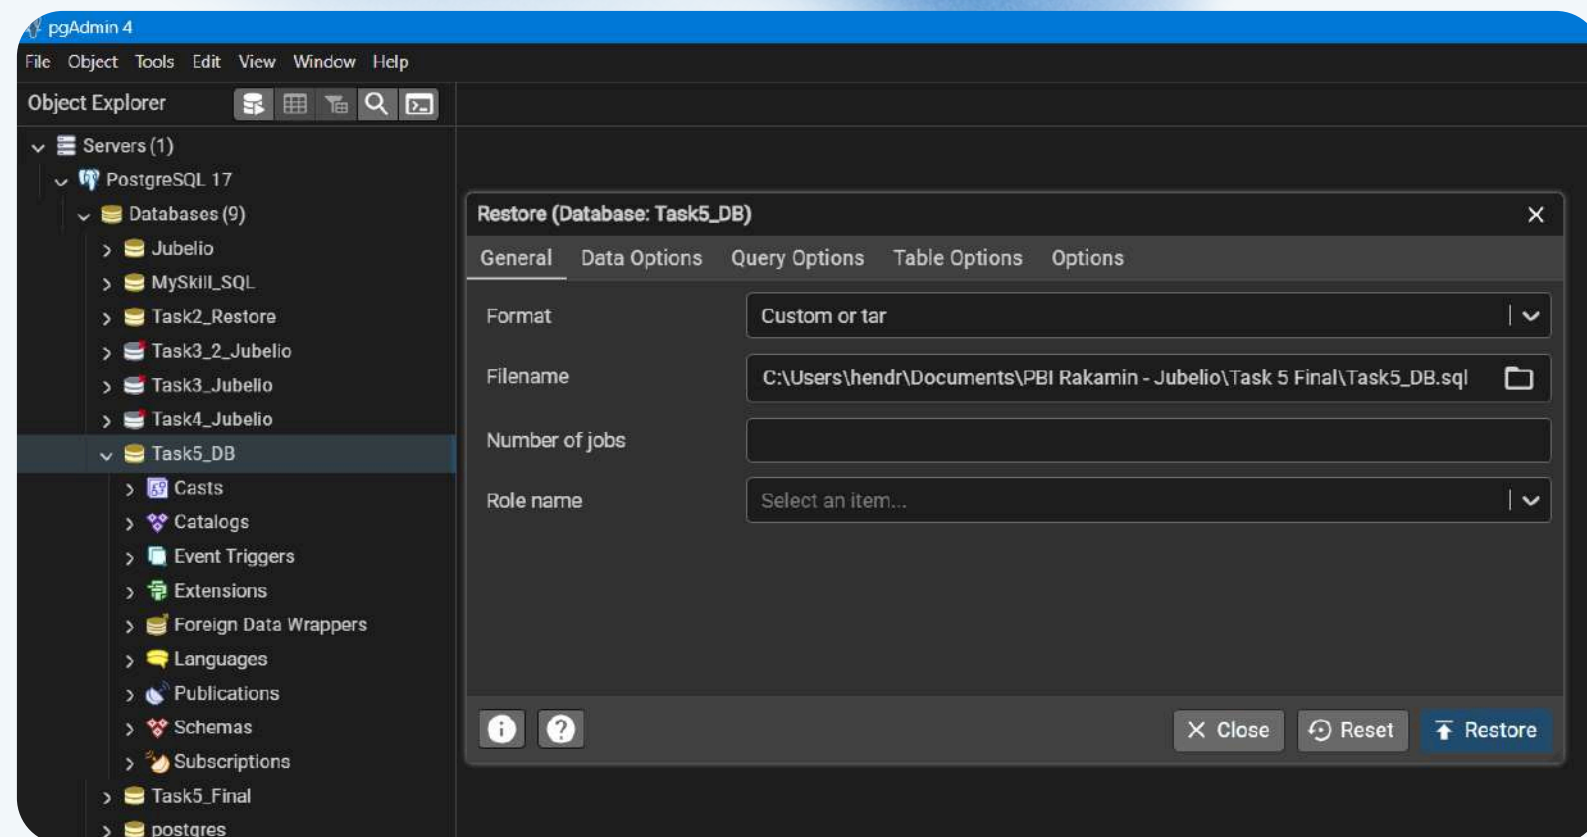 pgAdmin 4
File Object Tools Edit View Window Help
Object Explorer
Servers (1)
PostgreSQL 17
Databases (9)
Jubelio
MySkill_SQL
Task2_Restore
Task3_2_Jubelio
Task3_Jubelio
Task4_Jubelio
Task5_DB
Casts
Catalogs
Event Triggers
Extensions
Foreign Data Wrappers
Languages
Publications
Schemas
Subscriptions
Task5_Final
postgres
Restore (Database: Task5_DB)
General Data Options Query Options Table Options Options
Format Custom or tar
Filename C:\Users\hendr\Documents\PBI Rakamin - Jubelio\Task 5 Final\Task5_DB.sql
Number of jobs
Role name Select an item...
Close Reset Restore